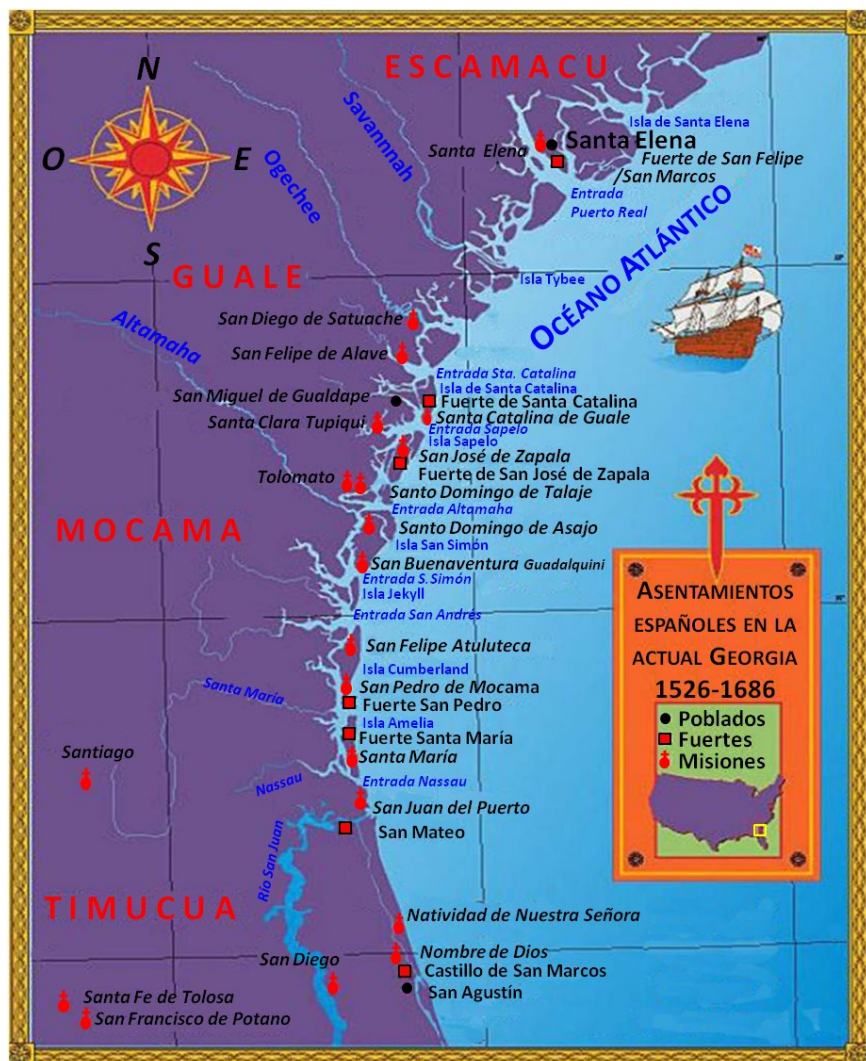 ESCAMACU
N
O
E
S
Savannnah
Ogechee
Isla de Santa Elena
Santa Elena
Santa Elena
Fuerte de San Felipe
/San Marcos
Entrada
Puerto Real
OCÉANO ATLÁNTICO
Isla Tybee
GUALE
Altamaha
San Diego de Satuache
San Felipe de Alave
Entrada Sta. Catalina
Isla de Santa Catalina
San Miguel de Gualdape
Fuerte de Santa Catalina
Santa Clara Tupiqui
Santa Catalina de Guale
Entrada Sapelo
Isla Sapelo
San José de Zapala
Fuerte de San José de Zapala
Tolomato
Santo Domingo de Talaje
Entrada Altamaha
MOCAMA
Santo Domingo de Asajo
Isla San Simón
San Buenaventura Guadalquini
Entrada S.Simón
Isla Jekyll
Entrada San Andrés
San Felipe Atuluteca
Isla Cumberland
Santa María
San Pedro de Mocama
Fuerte San Pedro
Isla Amelia
Fuerte Santa María
Santa María
Santiago
Nassau
Entrada Nassau
San Juan del Puerto
San Mateo
Río San Juan
TIMUCUA
Natividad de Nuestra Señora
San Diego
Nombre de Dios
Castillo de San Marcos
San Agustín
Santa Fe de Tolosa
San Francisco de Potano
ASENTAMIENTOS
ESPAÑOLES EN LA
ACTUAL GEORGIA
1526-1686
Poblados
Fuertes
Misiones